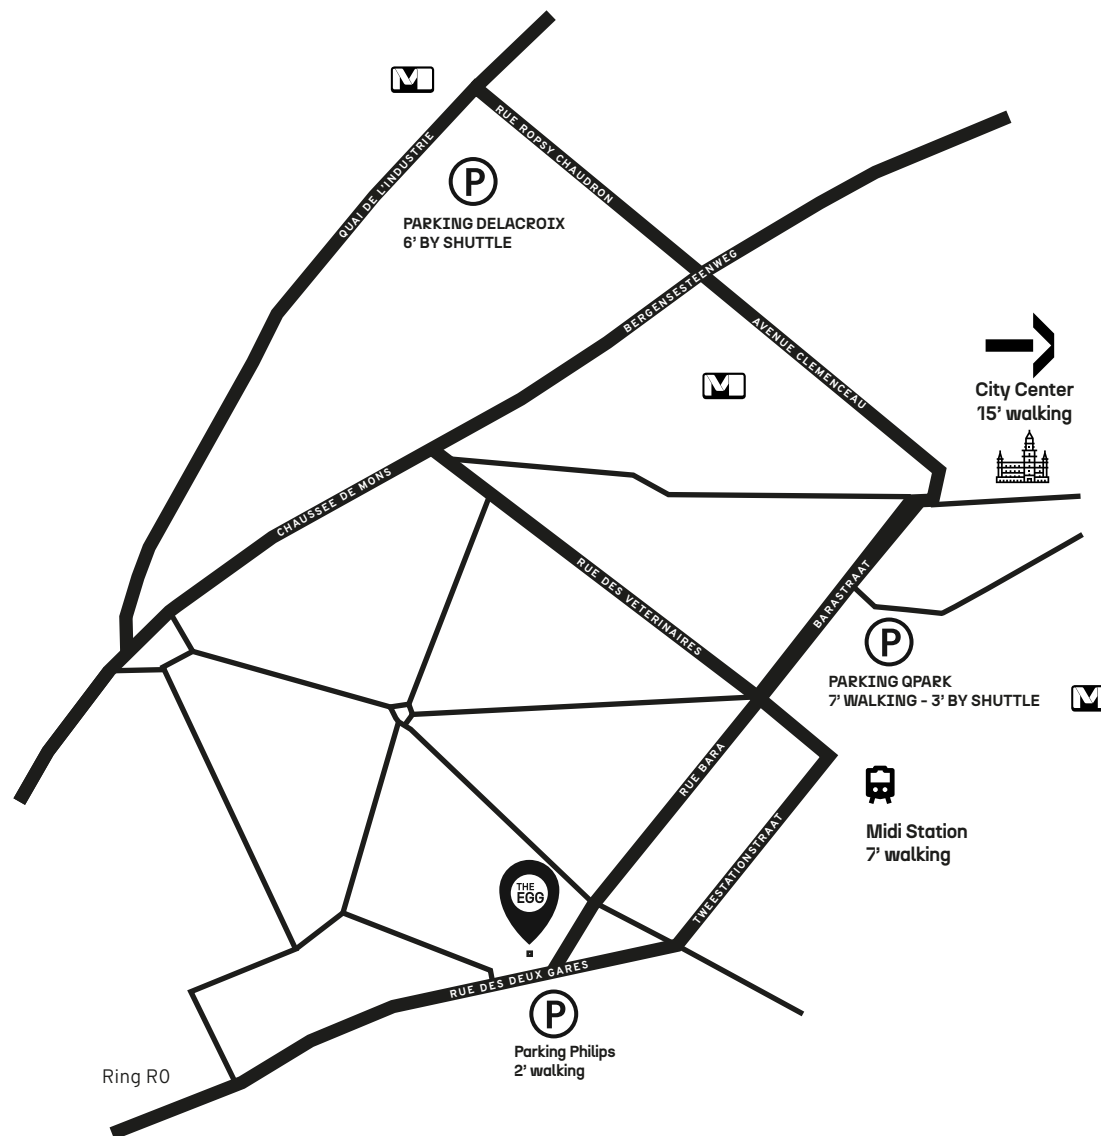 M
QUAI DE L'INDUSTRIE
RUE ROPSY CHAUDRON
P
PARKING DELACROIX
6' BY SHUTTLE
BERGENSESTEENWEG
AVENUE CLEMENCEAU
M
City Center
15' walking
CHAUSSEE DE MONS
RUE DES VETERINAIRES
BARASTRAAT
P
PARKING QPARK
7' WALKING - 3' BY SHUTTLE
M
RUE BARA
Midi Station
7' walking
TWEESTATIONSTRAAT
THE
EGG
RUE DES DEUX GARES
P
Parking Philips
2' walking
Ring R0